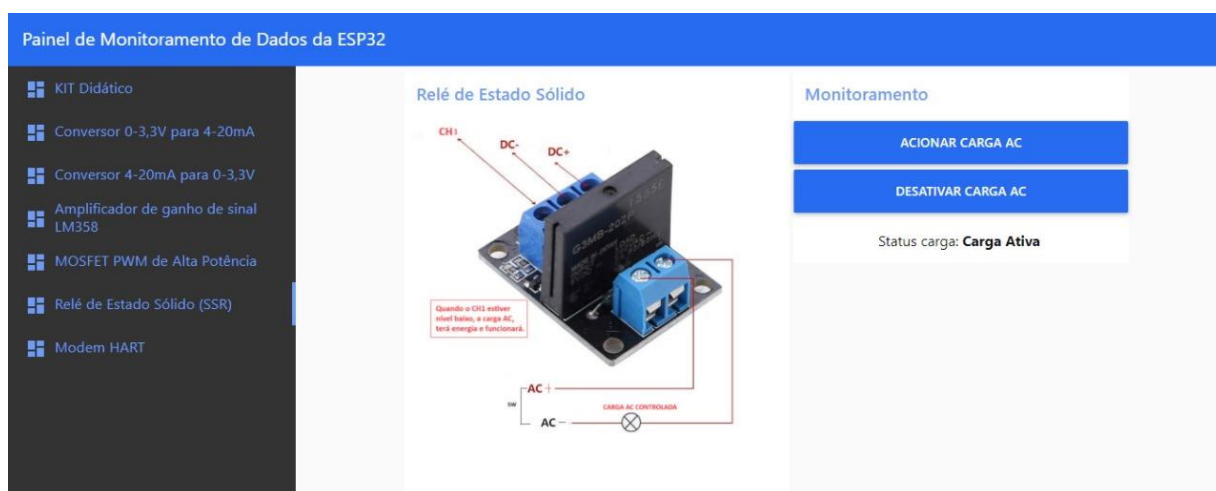 Painel de Monitoramento de Dados da ESP32
KIT Didático
Conversor 0-3,3V para 4-20mA
Conversor 4-20mA para 0-3,3V
Amplificador de ganho de sinal
LM358
MOSFET PWM de Alta Potência
Relé de Estado Sólido (SSR)
Modem HART
Relé de Estado Sólido
CH1
DC-
DC+
G3MB-202P
Quando o CH1 estiver
nível baixo, a carga AC,
terá energia e funcionará.
AC +
SW
AC -
CARGA AC CONTROLADA
Monitoramento
ACIONAR CARGA AC
DESATIVAR CARGA AC
Status carga: Carga Ativa